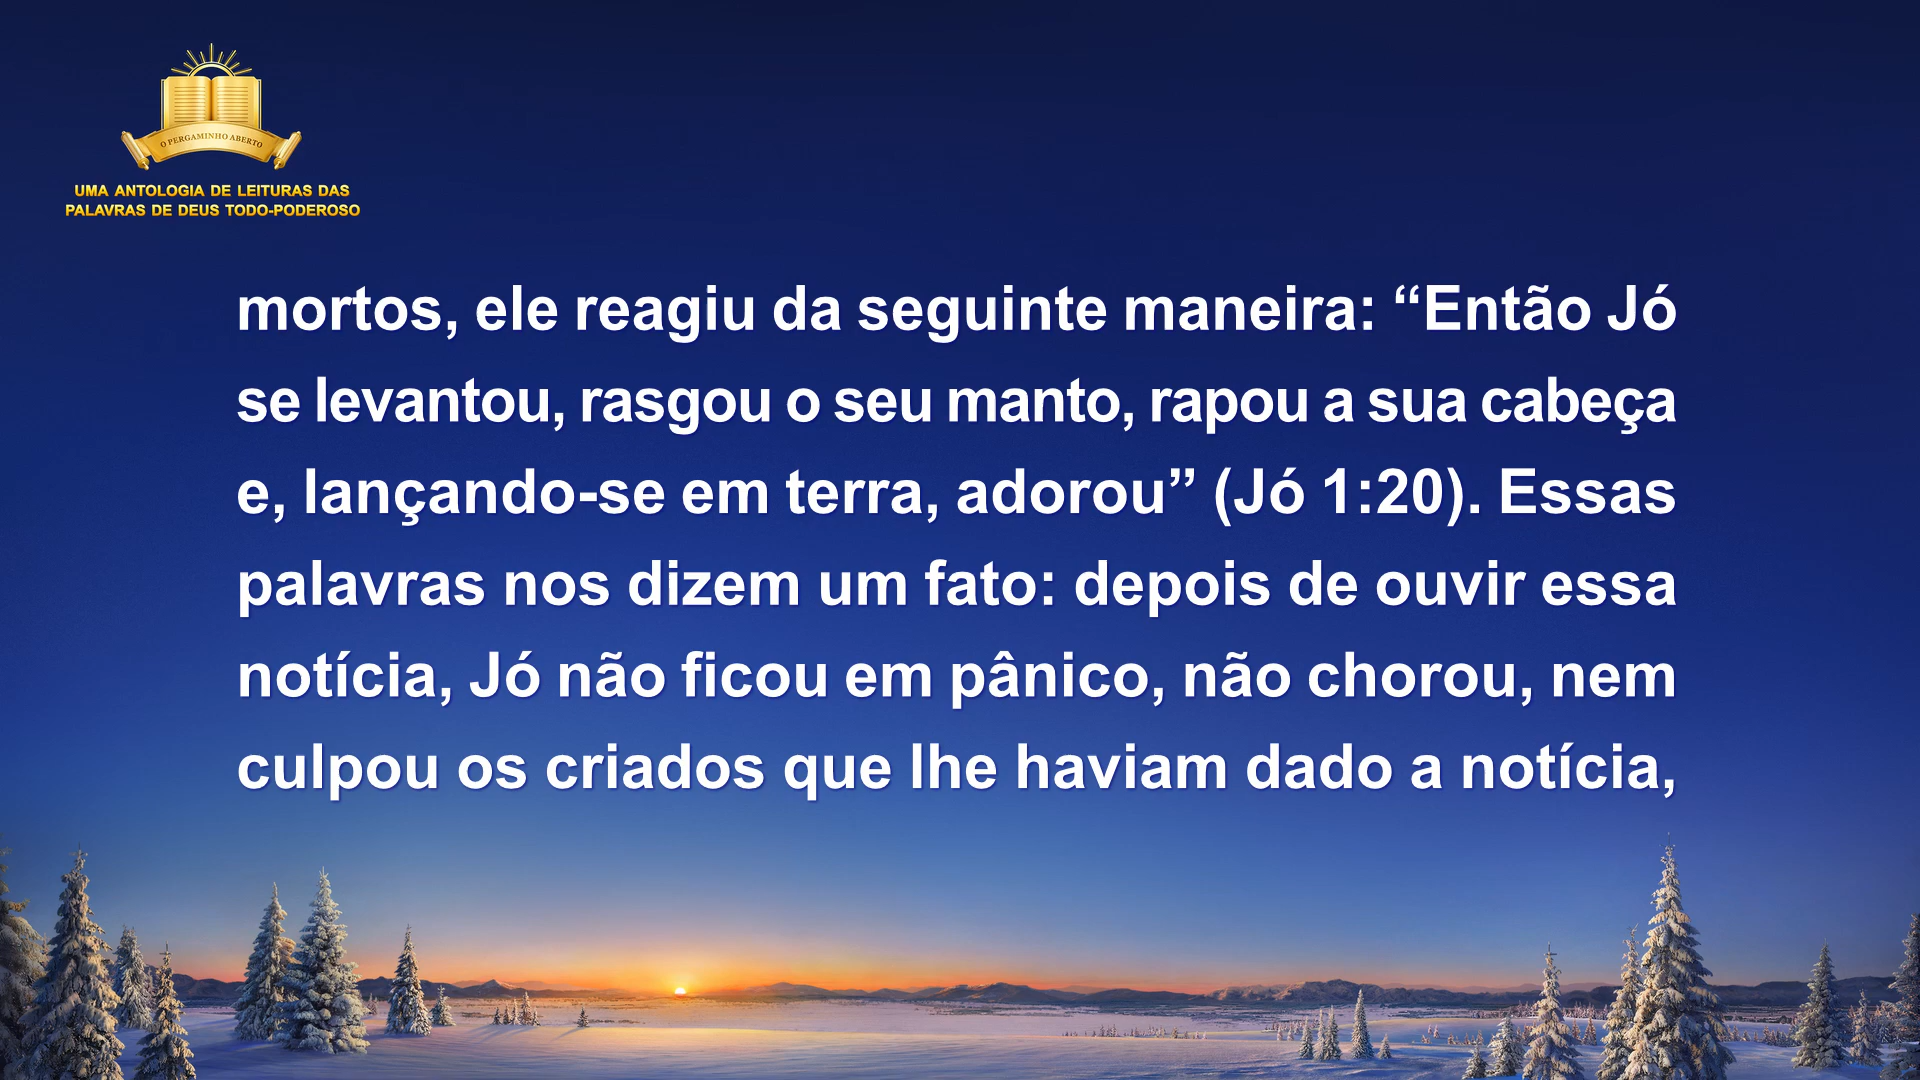 O PERGAMINHO ABERTO
UMA ANTOLOGIA DE LEITURAS DAS
PALAVRAS DE DEUS TODO-PODEROSO
mortos, ele reagiu da seguinte maneira: “Então Jó
se levantou, rasgou o seu manto, rapou a sua cabeça
e, lançando-se em terra, adorou” (Jó 1:20). Essas
palavras nos dizem um fato: depois de ouvir essa
notícia, Jó não ficou em pânico, não chorou, nem
culpou os criados que lhe haviam dado a notícia,